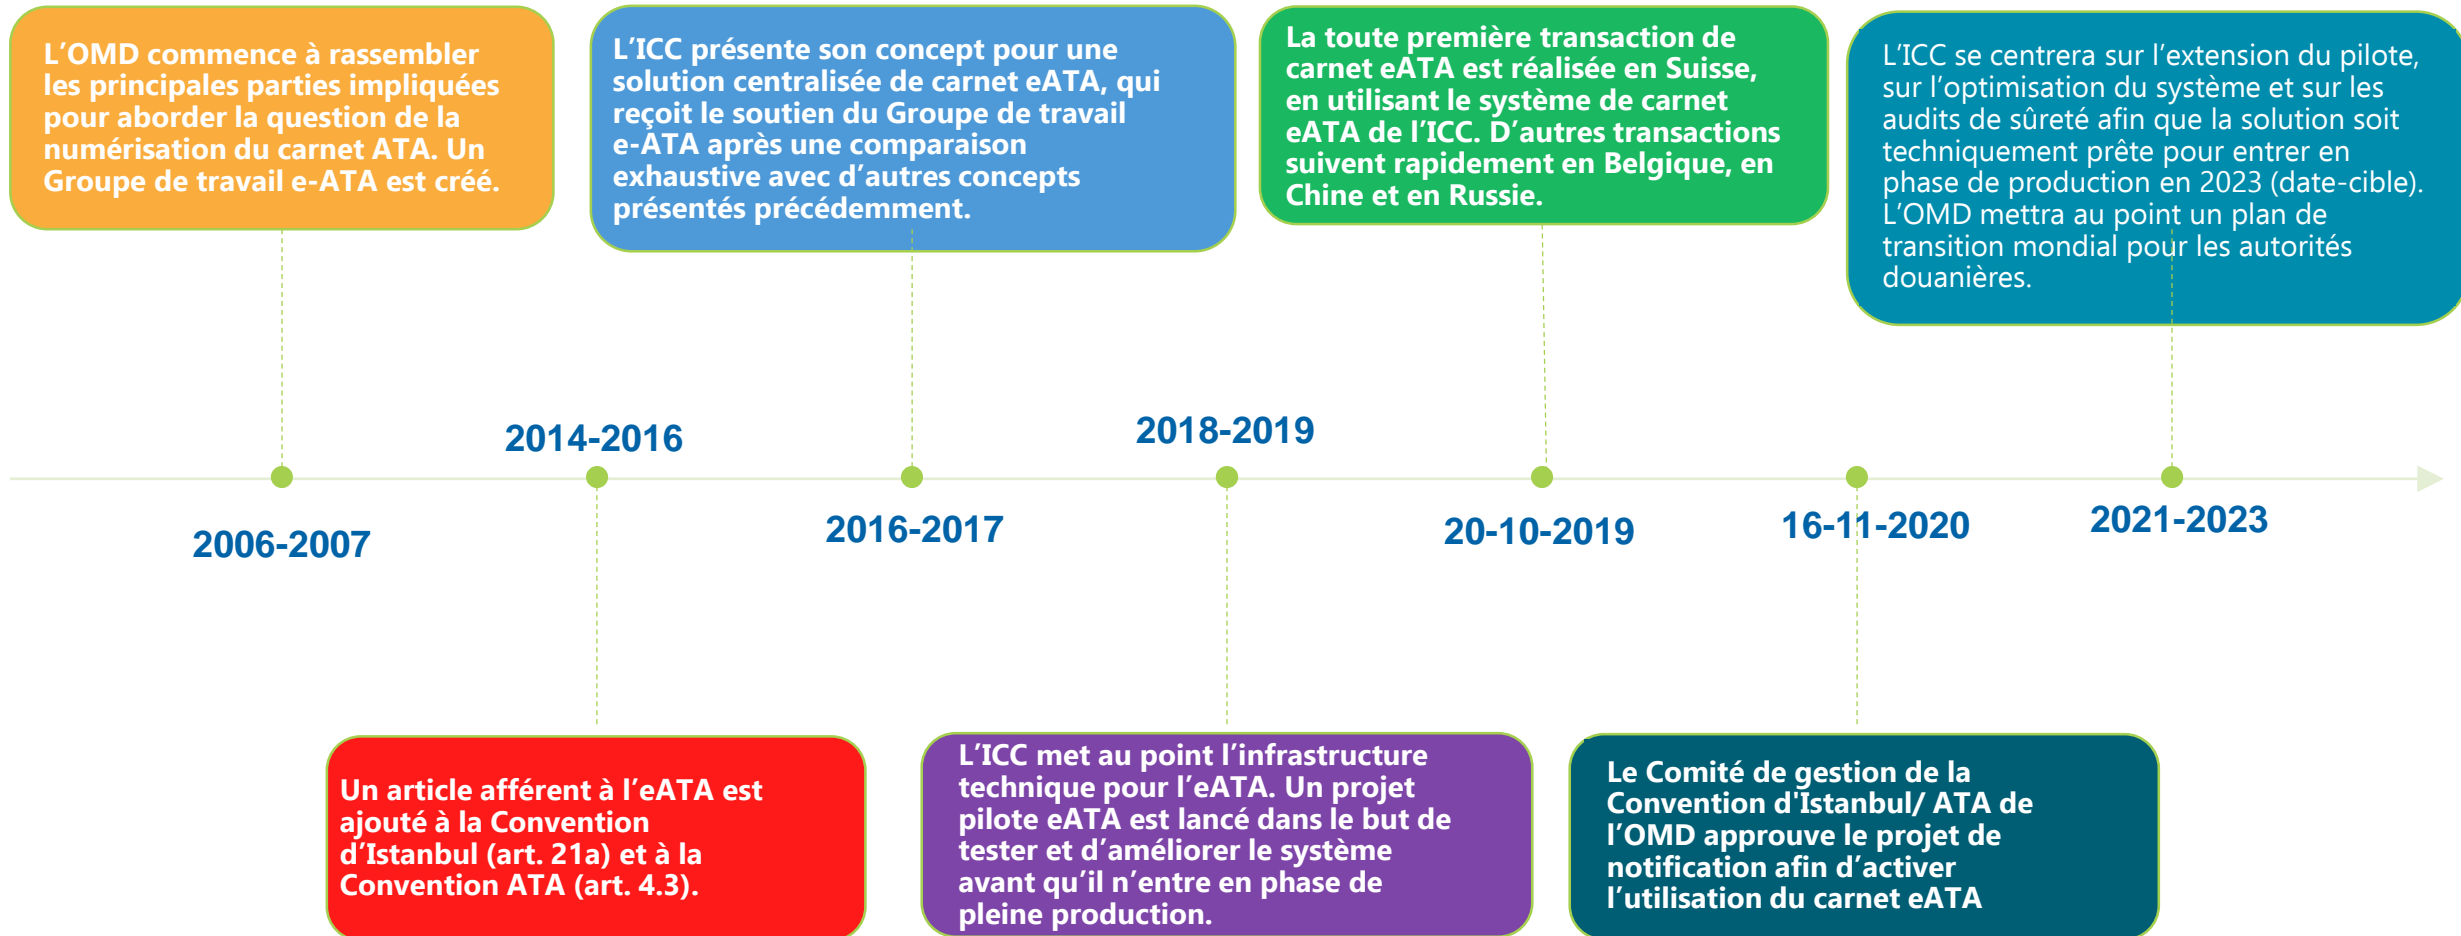 L’OMD commence à rassembler
les principales parties impliquées
pour aborder la question de la
numérisation du carnet ATA. Un
Groupe de travail e-ATA est créé.
L’ICC présente son concept pour une
solution centralisée de carnet eATA, qui
reçoit le soutien du Groupe de travail
e-ATA après une comparaison
exhaustive avec d’autres concepts
présentés précédemment.
La toute première transaction de
carnet eATA est réalisée en Suisse,
en utilisant le système de carnet
eATA de l’ICC. D’autres transactions
suivent rapidement en Belgique, en
Chine et en Russie.
L’ICC se centrera sur l’extension du pilote,
sur l’optimisation du système et sur les
audits de sûreté afin que la solution soit
techniquement prête pour entrer en
phase de production en 2023 (date-cible).
L’OMD mettra au point un plan de
transition mondial pour les autorités
douanières.
2014-2016
2018-2019
2006-2007
2016-2017
20-10-2019
16-11-2020
2021-2023
Un article afférent à l’eATA est
ajouté à la Convention
d’Istanbul (art. 21a) et à la
Convention ATA (art. 4.3).
L’ICC met au point l’infrastructure
technique pour l’eATA. Un projet
pilote eATA est lancé dans le but de
tester et d’améliorer le système
avant qu’il n’entre en phase de
pleine production.
Le Comité de gestion de la
Convention d'Istanbul/ ATA de
l’OMD approuve le projet de
notification afin d’activer
l’utilisation du carnet eATA